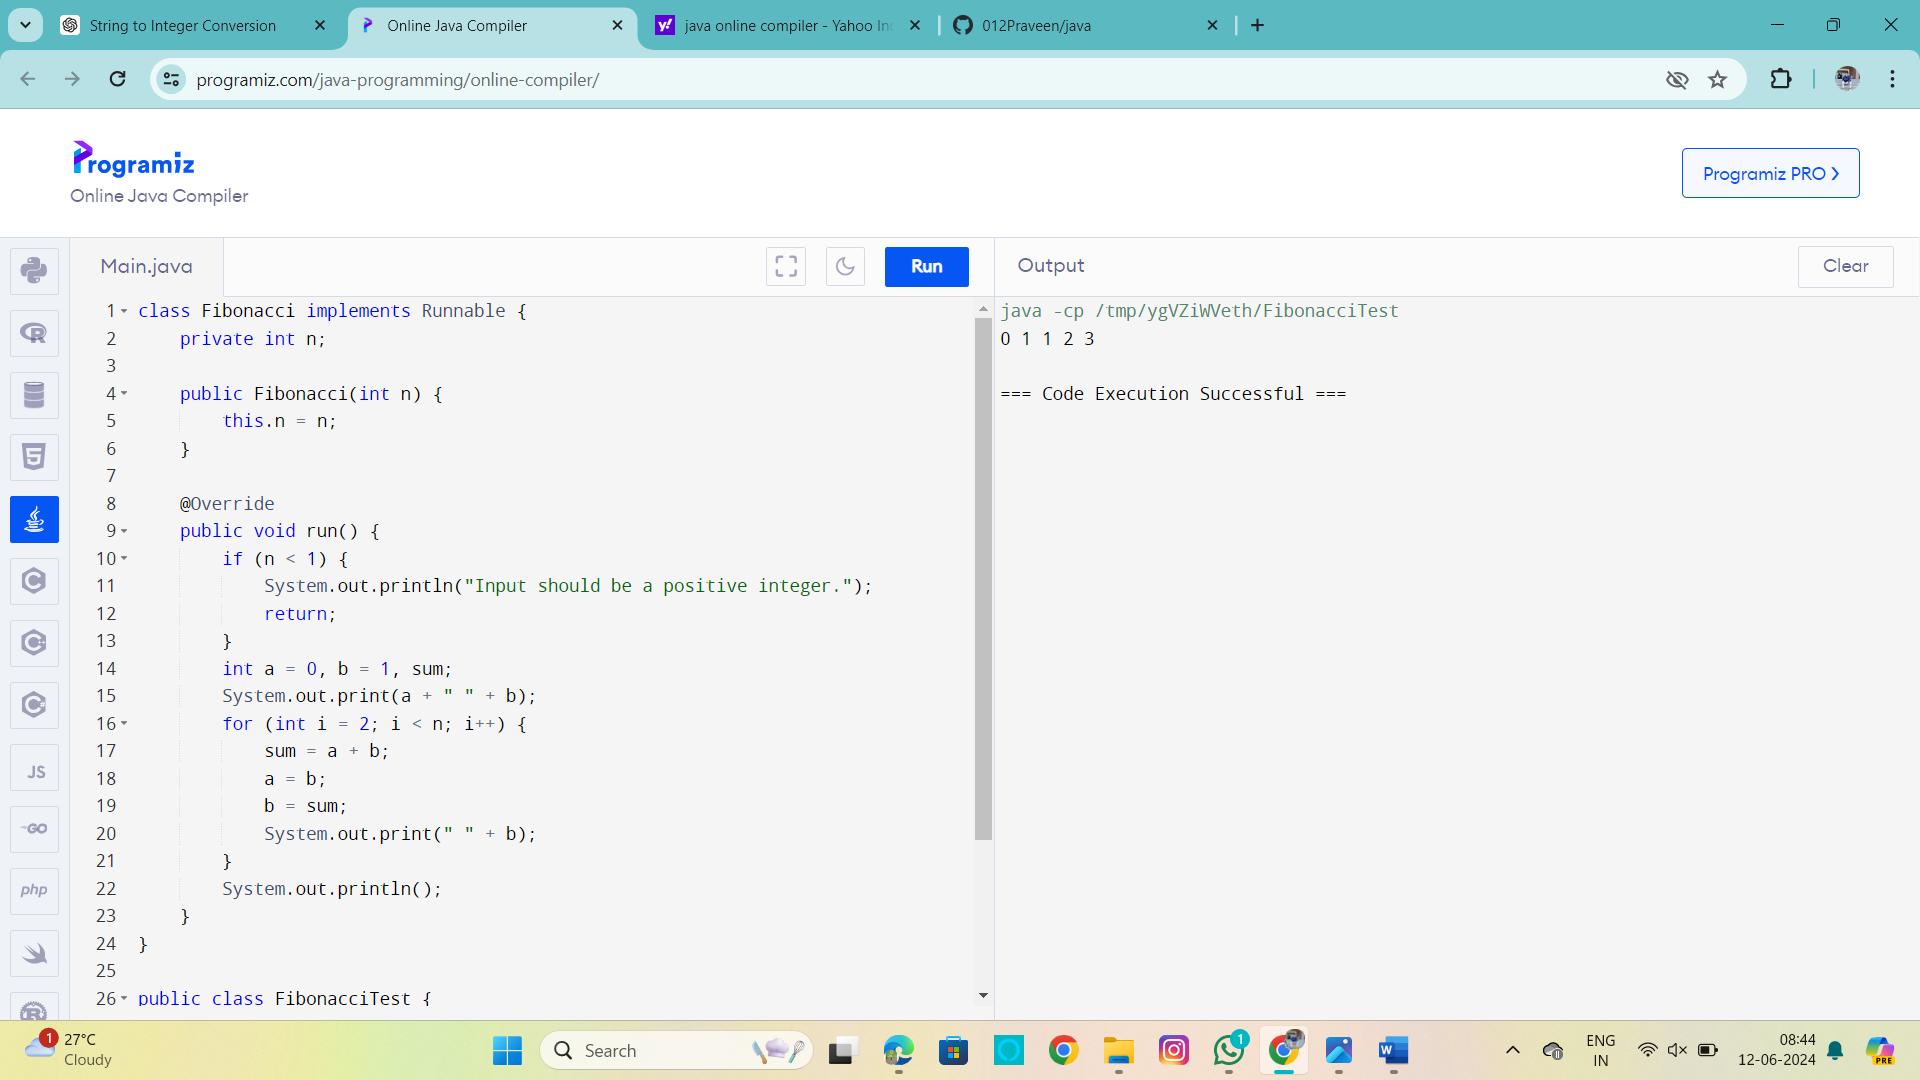 String to Integer Conversion
Online Java Compiler
java online compiler - Yahoo In
012Praveen/java
programiz.com/java-programming/online-compiler/
Programiz
Online Java Compiler
Programiz PRO
Main.java
Run
Output
Clear
1 class Fibonacci implements Runnable {
2 private int n;
3
4 public Fibonacci(int n) {
5 this.n = n;
6 }
7
8 @Override
9 public void run() {
10 if (n < 1) {
11 System.out.println("Input should be a positive integer.");
12 return;
13 }
14 int a = 0, b = 1, sum;
15 System.out.print(a + " " + b);
16 for (int i = 2; i < n; i++) {
17 sum = a + b;
18 a = b;
19 b = sum;
20 System.out.print(" " + b);
21 }
22 System.out.println();
23 }
24 }
25
26 public class FibonacciTest {
java -cp /tmp/ygVZiWVeth/FibonacciTest
0 1 1 2 3
=== Code Execution Successful ===
JS
GO
php
1
27°C
Cloudy
Search
1
W
ENG
IN
08:44
12-06-2024
PRE